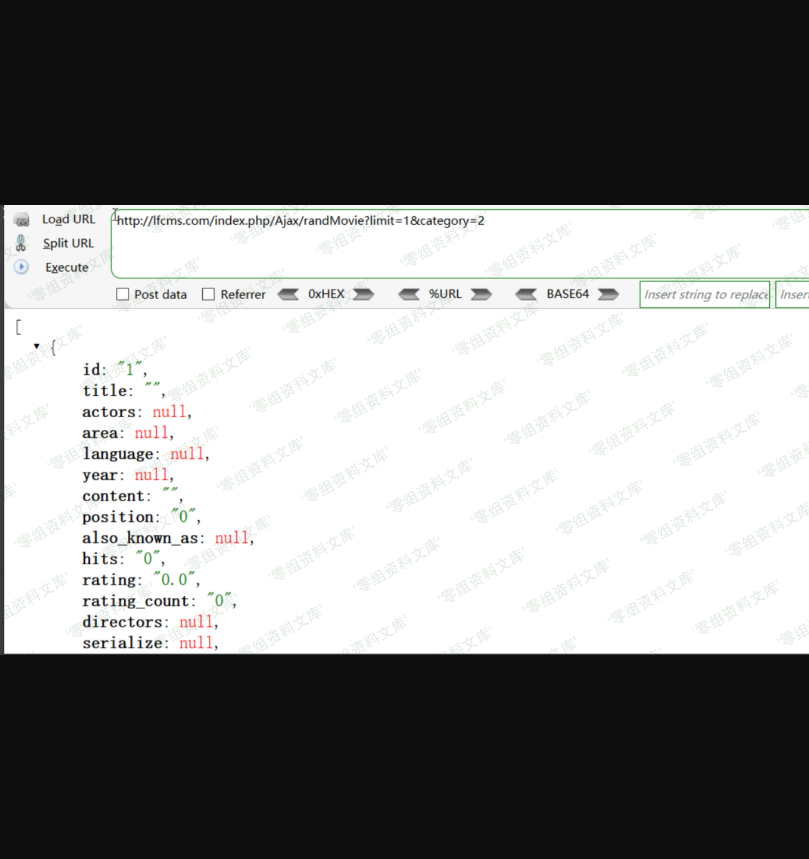 Load URL
http://lfcms.com/index.php/Ajax/randMovie?limit=1&category=2
Split URL
Execute
Post data Referrer 0xHEX %URL BASE64 Insert string to replace Insert
[
{
id: "1",
title: "",
actors: null,
area: null,
language: null,
year: null,
content: "",
position: "0",
also_known_as: null,
hits: "0",
rating: "0.0",
rating_count: "0",
directors: null,
serialize: null,
零组资料文库